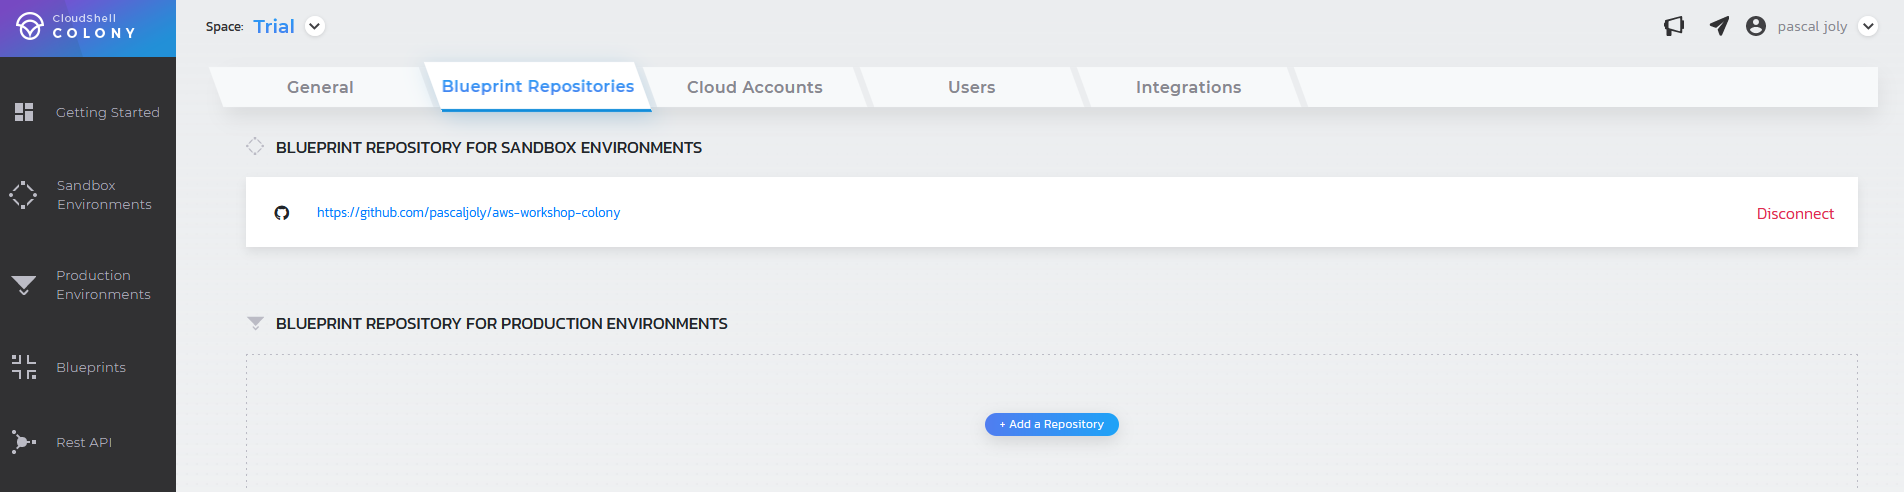 CloudShell
COLONY
Space: Trial
pascal joly
General
Blueprint Repositories
Cloud Accounts
Users
Integrations
Getting Started
Sandbox
Environments
Production
Environments
Blueprints
Rest API
BLUEPRINT REPOSITORY FOR SANDBOX ENVIRONMENTS
https://github.com/pascaljoly/aws-workshop-colony
Disconnect
BLUEPRINT REPOSITORY FOR PRODUCTION ENVIRONMENTS
+ Add a Repository